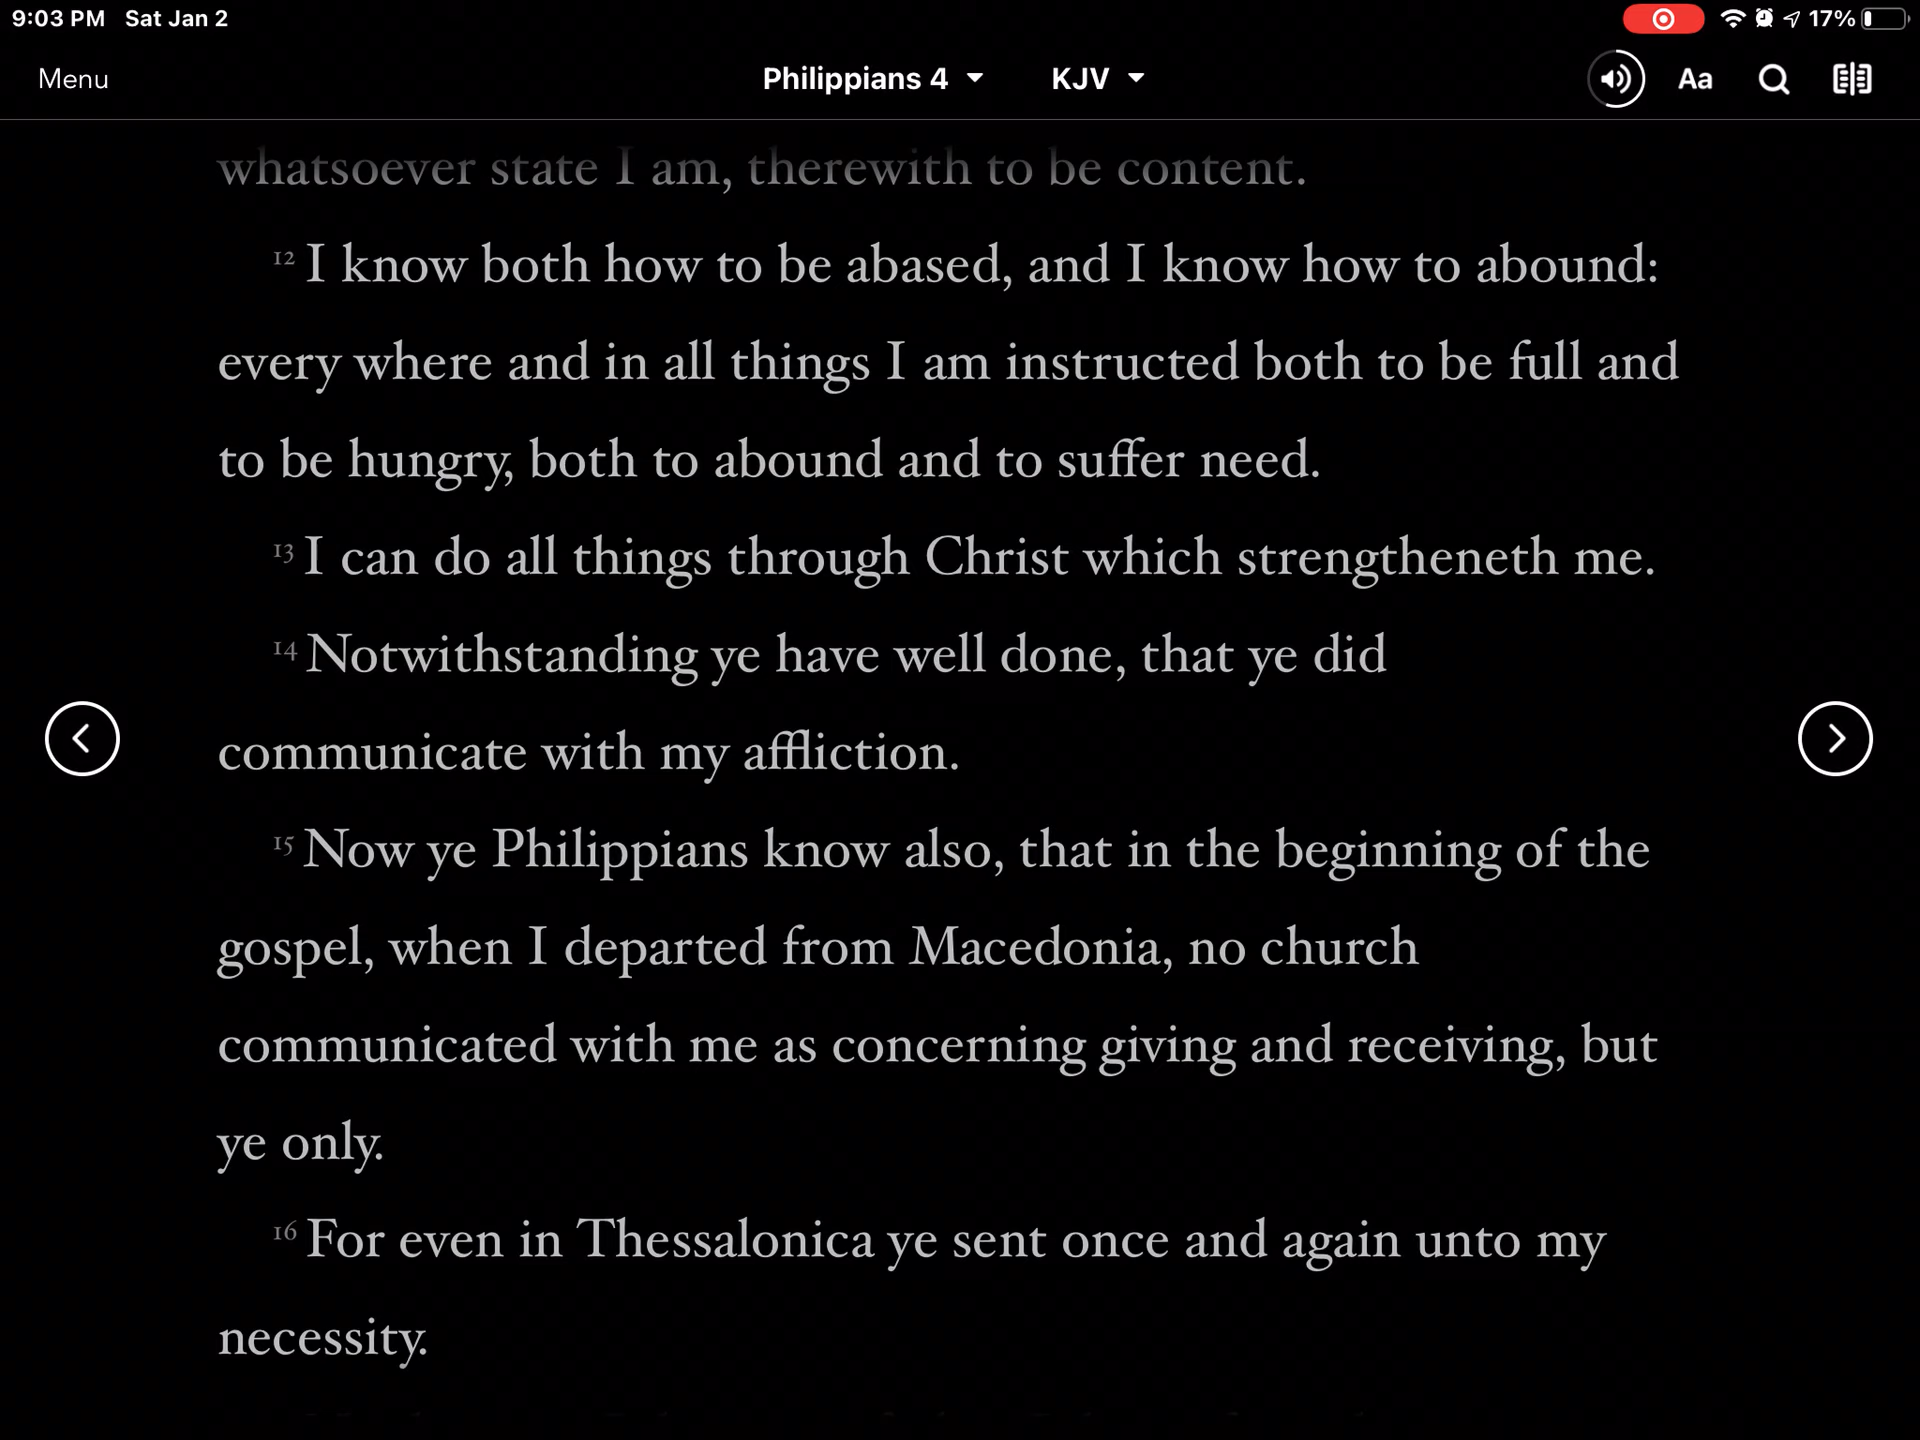 9:03 PM Sat Jan 2 17%
Menu Philippians 4 KJV Aa
whatsoever state I am, therewith to be content.
12 I know both how to be abased, and I know how to abound:
every where and in all things I am instructed both to be full and
to be hungry, both to abound and to suffer need.
13 I can do all things through Christ which strengtheneth me.
14 Notwithstanding ye have well done, that ye did
communicate with my affliction.
15 Now ye Philippians know also, that in the beginning of the
gospel, when I departed from Macedonia, no church
communicated with me as concerning giving and receiving, but
ye only.
16 For even in Thessalonica ye sent once and again unto my
necessity.